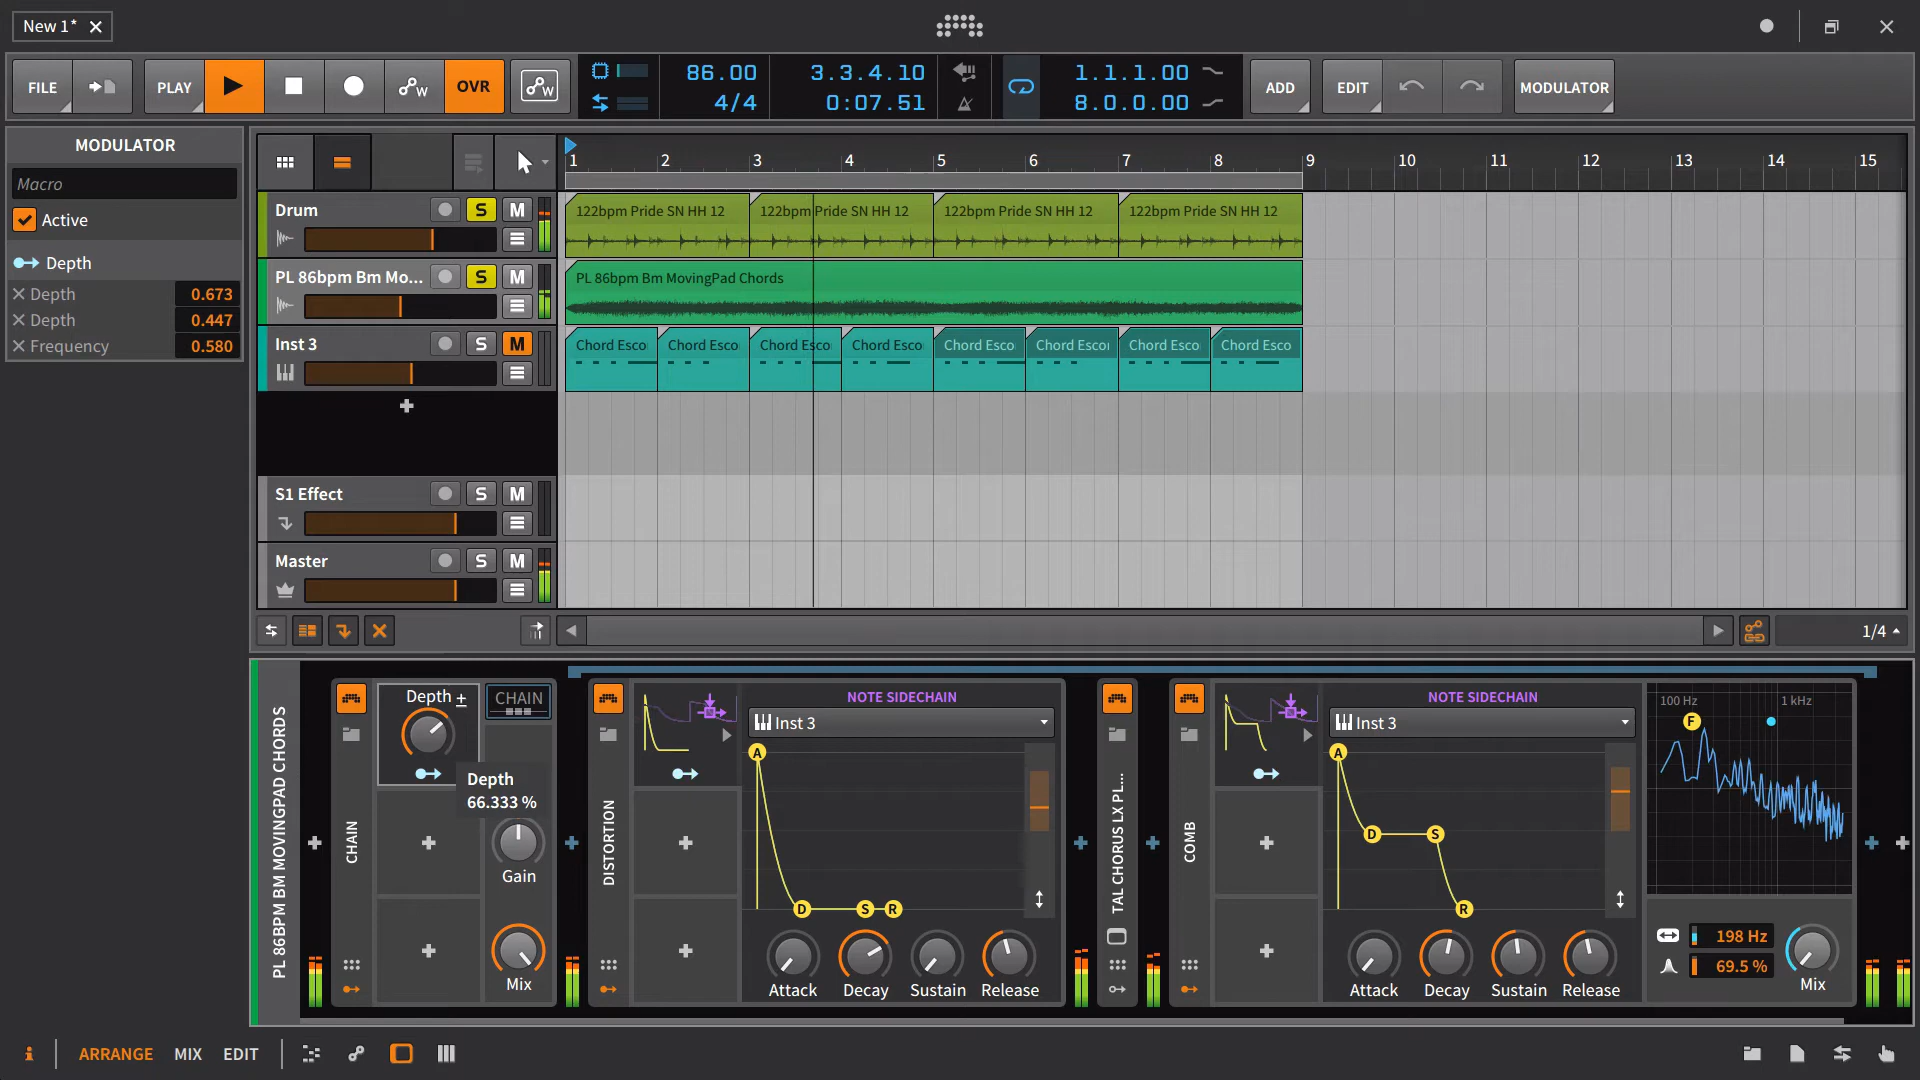 New 1*
FILE
PLAY
OVR
86.00
4/4
3.3.4.10
0:07.51
1.1.1.00
8.0.0.00
ADD
EDIT
MODULATOR
MODULATOR
Macro
Active
Depth
Depth 0.673
Depth 0.447
Frequency 0.580
1 2 3 4 5 6 7 8 9 10 11 12 13 14 15
Drum S M
122bpm Pride SN HH 12 122bpm Pride SN HH 12 122bpm Pride SN HH 12 122bpm Pride SN HH 12
PL 86bpm Bm Mo... S M
PL 86bpm Bm MovingPad Chords
Inst 3 S M
Chord Esco Chord Esco Chord Esco Chord Esco Chord Esco Chord Escor Chord Esco Chord Esco
S1 Effect S M
Master S M
1/4
PL 86BPM BM MOVINGPAD CHORDS
CHAIN
Depth ±
CHAIN
Depth
66.333 %
Gain
Mix
DISTORTION
NOTE SIDECHAIN
Inst 3
A
D S R
Attack Decay Sustain Release
TAL CHORUS LX PL...
COMB
NOTE SIDECHAIN
Inst 3
A
D S
R
Attack Decay Sustain Release
100 Hz 1 kHz
F
198 Hz
69.5 %
Mix
i
ARRANGE MIX EDIT